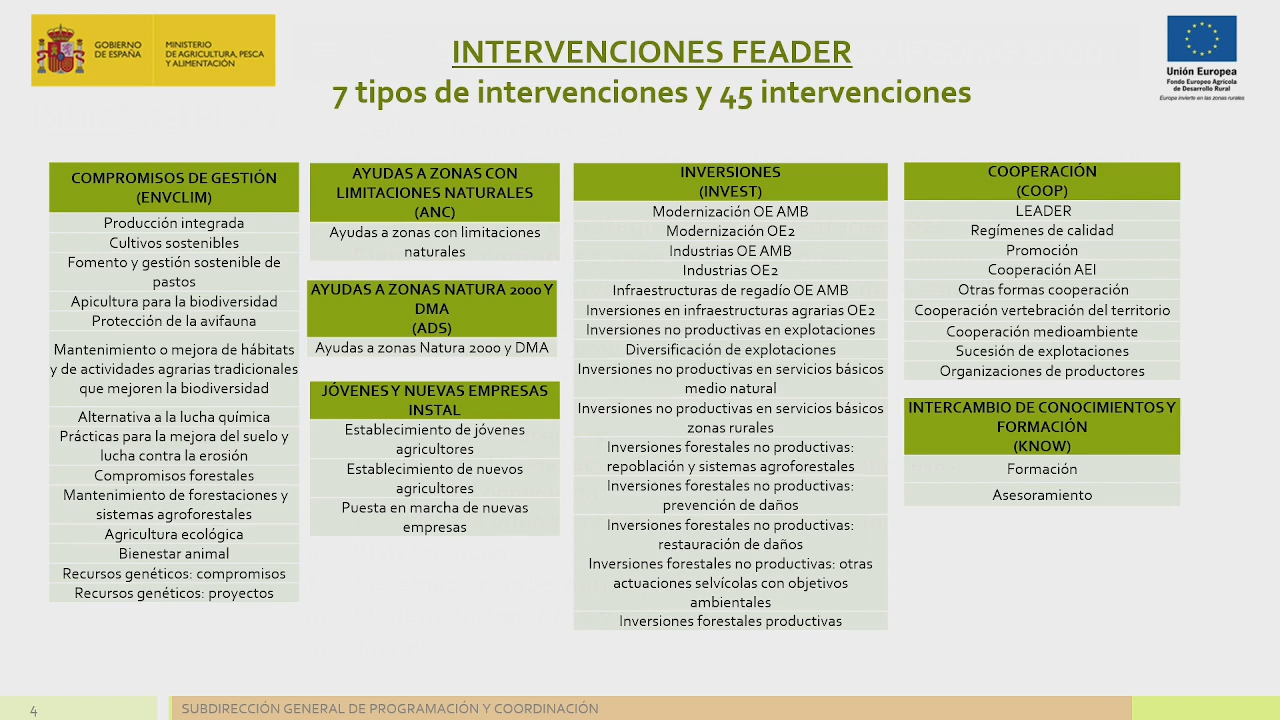 GOBIERNO
DE ESPAÑA
MINISTERIO
DE AGRICULTURA, PESCA
Y ALIMENTACIÓN
INTERVENCIONES FEADER
7 tipos de intervenciones y 45 intervenciones
Unión Europea
Fondo Europeo Agrícola
de Desarrollo Rural
Europa invierte en las zonas rurales
COMPROMISOS DE GESTIÓN
(ENVCLIM)
Producción integrada
Cultivos sostenibles
Fomento y gestión sostenible de
pastos
Apicultura para la biodiversidad
Protección de la avifauna
Mantenimiento o mejora de hábitats
y de actividades agrarias tradicionales
que mejoren la biodiversidad
Alternativa a la lucha química
Prácticas para la mejora del suelo y
lucha contra la erosión
Compromisos forestales
Mantenimiento de forestaciones y
sistemas agroforestales
Agricultura ecológica
Bienestar animal
Recursos genéticos: compromisos
Recursos genéticos: proyectos
AYUDAS A ZONAS CON
LIMITACIONES NATURALES
(ANC)
Ayudas a zonas con limitaciones
naturales
AYUDAS A ZONAS NATURA 2000 Y
DMA
(ADS)
Ayudas a zonas Natura 2000 y DMA
JÓVENES Y NUEVAS EMPRESAS
INSTAL
Establecimiento de jóvenes
agricultores
Establecimiento de nuevos
agricultores
Puesta en marcha de nuevas
empresas
INVERSIONES
(INVEST)
Modernización OE AMB
Modernización OE2
Industrias OE AMB
Industrias OE2
Infraestructuras de regadío OE AMB
Inversiones en infraestructuras agrarias OE2
Inversiones no productivas en explotaciones
Diversificación de explotaciones
Inversiones no productivas en servicios básicos
medio natural
Inversiones no productivas en servicios básicos
zonas rurales
Inversiones forestales no productivas:
repoblación y sistemas agroforestales
Inversiones forestales no productivas:
prevención de daños
Inversiones forestales no productivas:
restauración de daños
Inversiones forestales no productivas: otras
actuaciones selvícolas con objetivos
ambientales
Inversiones forestales productivas
COOPERACIÓN
(COOP)
LEADER
Regímenes de calidad
Promoción
Cooperación AEI
Otras formas cooperación
Cooperación vertebración del territorio
Cooperación medioambiente
Sucesión de explotaciones
Organizaciones de productores
INTERCAMBIO DE CONOCIMIENTOS Y
FORMACIÓN
(KNOW)
Formación
Asesoramiento
4
SUBDIRECCIÓN GENERAL DE PROGRAMACIÓN Y COORDINACIÓN